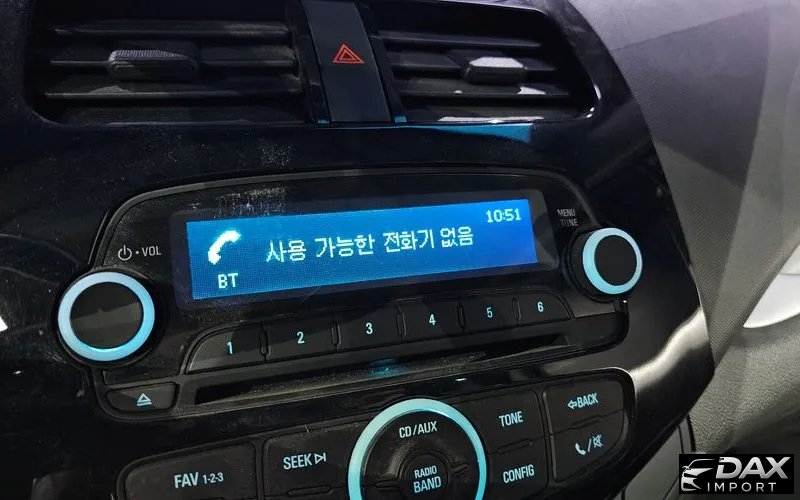 10:51
MENU
TUNE
VOL
사용 가능한 전화기 없음
BT
1 2 3 4 5 6
CD/AUX
TONE
BACK
SEEK
RADIO
BAND
FAV 1-2-3
CONFIG
DAX
IMPORT